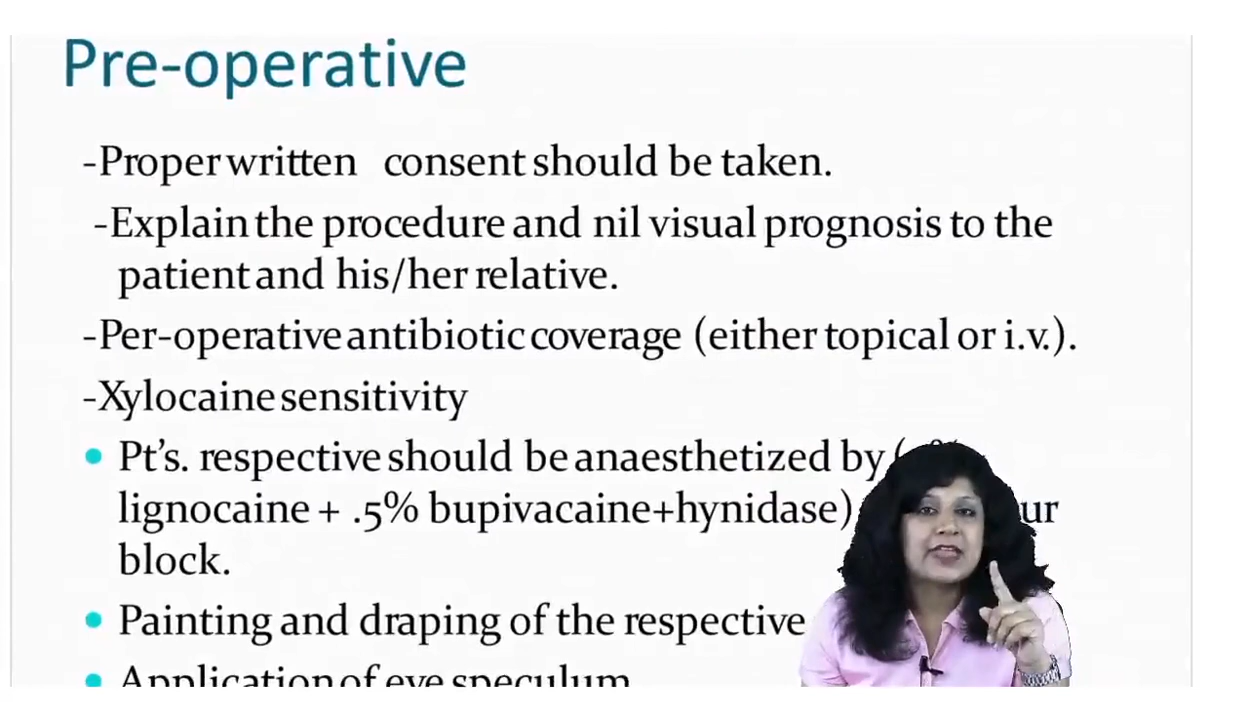 Pre-operative
-Proper written consent should be taken.
-Explain the procedure and nil visual prognosis to the
patient and his/her relative.
-Per-operative antibiotic coverage (either topical or i.v.).
-Xylocaine sensitivity
Pt's. respective should be anaesthetized by (
lignocaine + .5% bupivacaine+hynidase)
block.
Painting and draping of the respective
Application of eye speculum